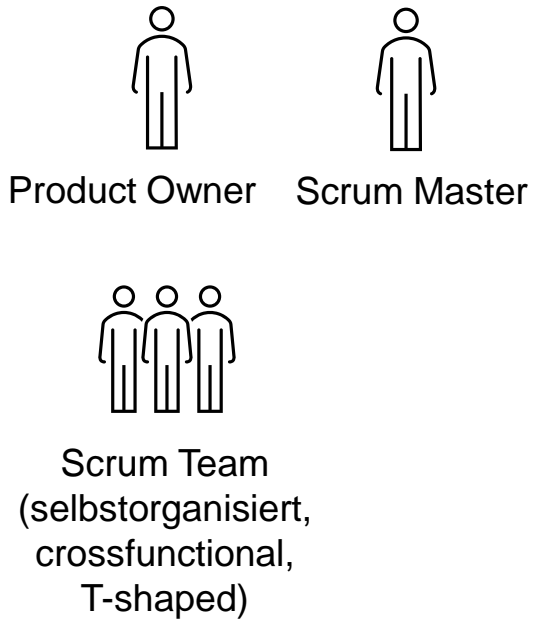 Product Owner
Scrum Master
Scrum Team
(selbstorganisiert,
crossfunctional,
T-shaped)